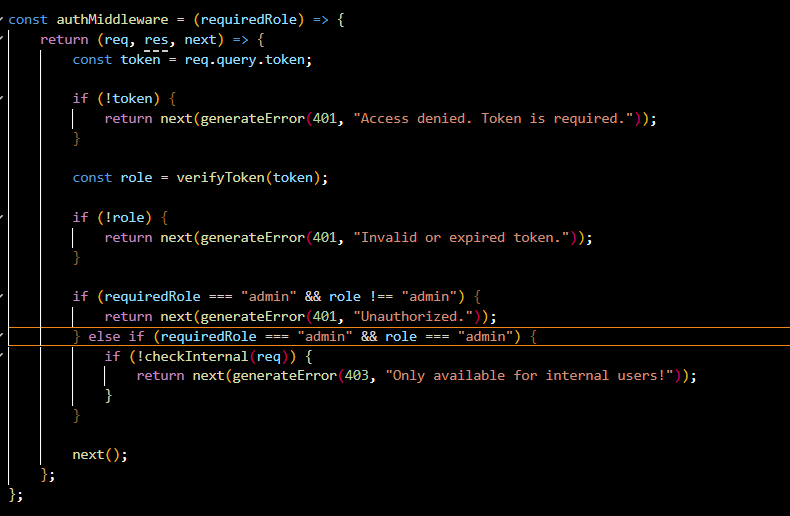 const authMiddleware = (requiredRole) => {
return (req, res, next) => {
const token = req.query.token;
if (!token) {
return next(generateError(401, "Access denied. Token is required."));
}
const role = verifyToken(token);
if (!role) {
return next(generateError(401, "Invalid or expired token."));
}
if (requiredRole === "admin" && role !== "admin") {
return next(generateError(401, "Unauthorized."));
} else if (requiredRole === "admin" && role === "admin") {
if (!checkInternal(req)) {
return next(generateError(403, "Only available for internal users!"));
}
}
next();
};
};